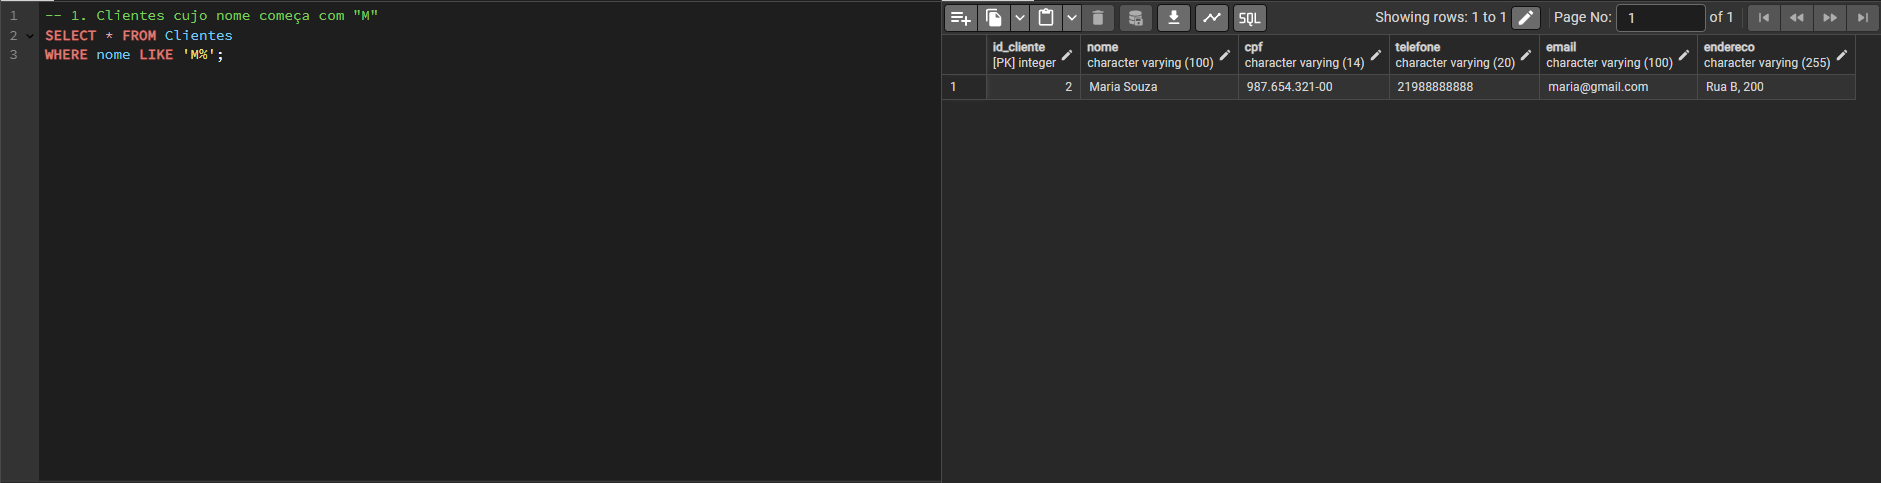 1 -- 1. Clientes cujo nome começa com "M"
2 SELECT * FROM Clientes
3 WHERE nome LIKE 'M%';
SQL Showing rows: 1 to 1 Page No: 1 of 1
id_cliente nome cpf telefone email endereco
[PK] integer character varying (100) character varying (14) character varying (20) character varying (100) character varying (255)
1 2 Maria Souza 987.654.321-00 21988888888 maria@gmail.com Rua B, 200